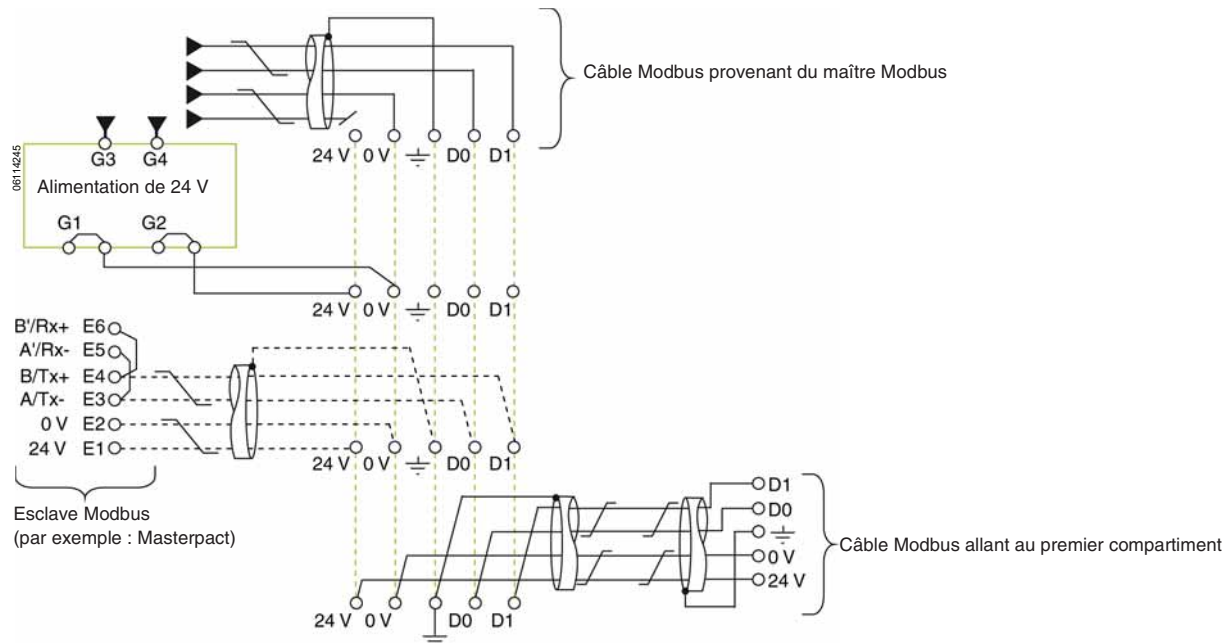 Câble Modbus provenant du maître Modbus
24 V 0 V D0 D1
06114245
G3 G4
Alimentation de 24 V
G1 G2
24 V 0 V D0 D1
B'/Rx+ E6
A'/Rx- E5
B/Tx+ E4
A/Tx- E3
0 V E2
24 V E1
24 V 0 V D0 D1
Esclave Modbus
(par exemple : Masterpact)
D1
D0
0 V
24 V
Câble Modbus allant au premier compartiment
24 V 0 V D0 D1